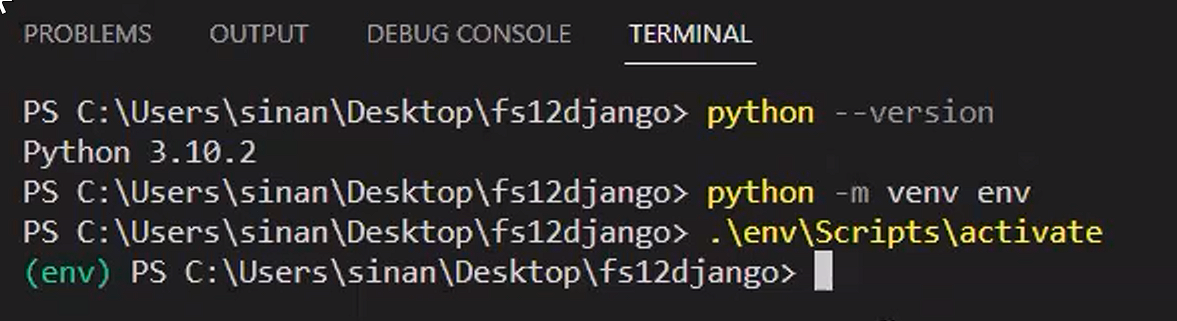 PROBLEMS OUTPUT DEBUG CONSOLE TERMINAL
PS C:\Users\sinan\Desktop\fs12django> python --version
Python 3.10.2
PS C:\Users\sinan\Desktop\fs12django> python -m venv env
PS C:\Users\sinan\Desktop\fs12django> .\env\Scripts\activate
(env) PS C:\Users\sinan\Desktop\fs12django>